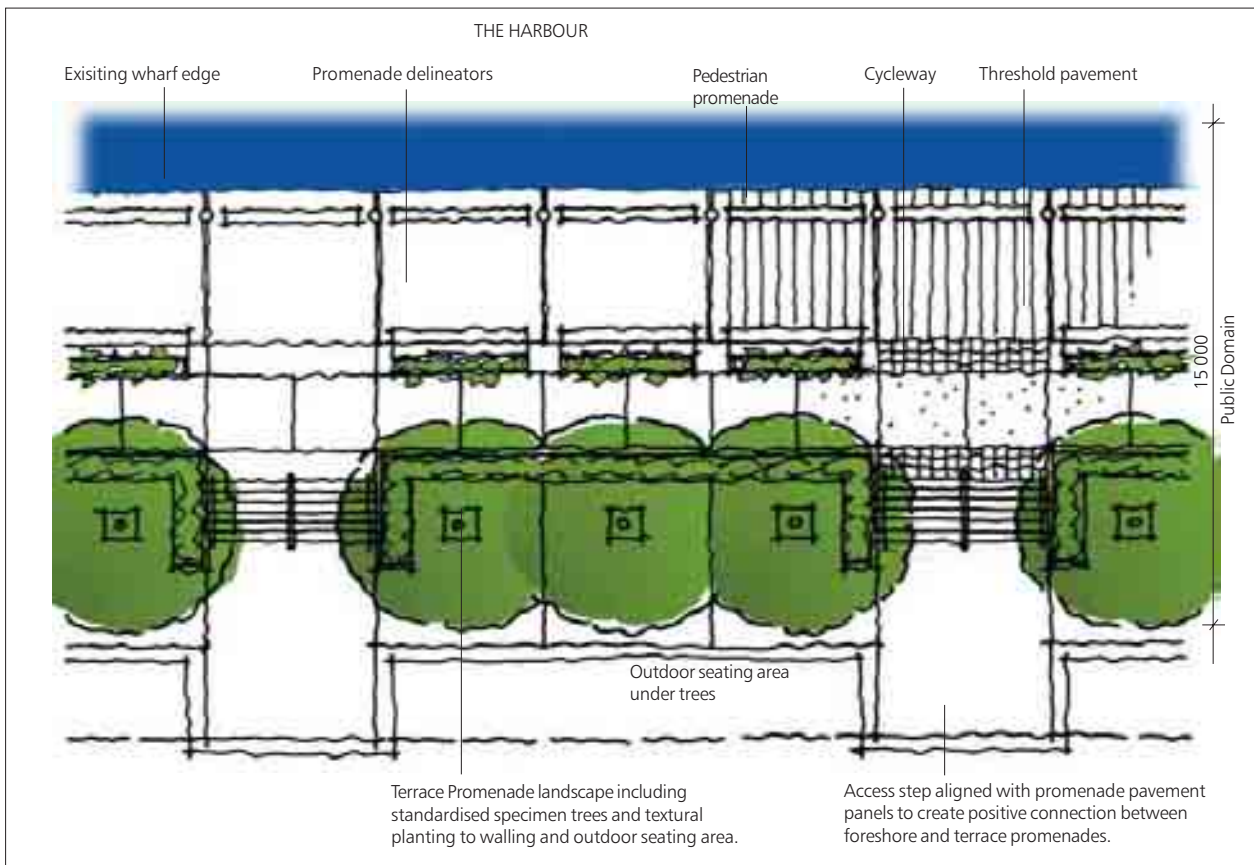 THE HARBOUR
Exisiting wharf edge
Promenade delineators
Pedestrian
promenade
Cycleway
Threshold pavement
15 000
Public Domain
Outdoor seating area
under trees
Terrace Promenade landscape including
standardised specimen trees and textural
planting to walling and outdoor seating area.
Access step aligned with promenade pavement
panels to create positive connection between
foreshore and terrace promenades.